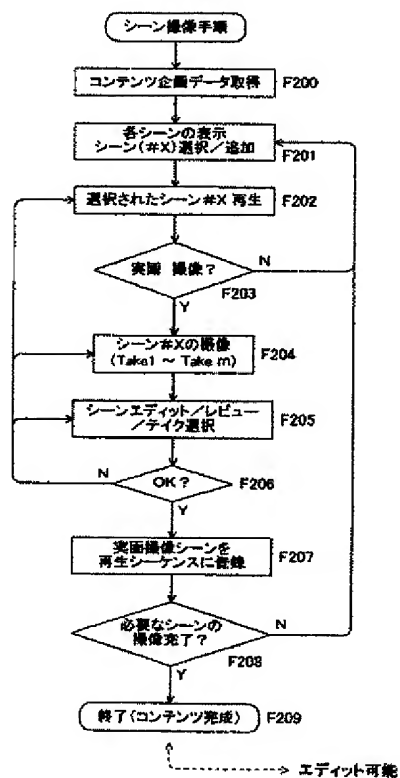 シーン撮像手順
コンテンツ企画データ取得 F200
各シーンの表示
シーン(#X)選択/追加
F201
選択されたシーン#X 再生 F202
実画 撮像?
N
F203
Y
シーン#Xの撮像
(Take1 ~ Take m)
F204
シーンエディット/レビュー
/テイク選択
F205
N
OK?
F206
Y
実画撮像シーンを
再生シーケンスに登録
F207
必要なシーンの
撮像完了?
N
F208
Y
終了(コンテンツ完成) F209
エディット可能